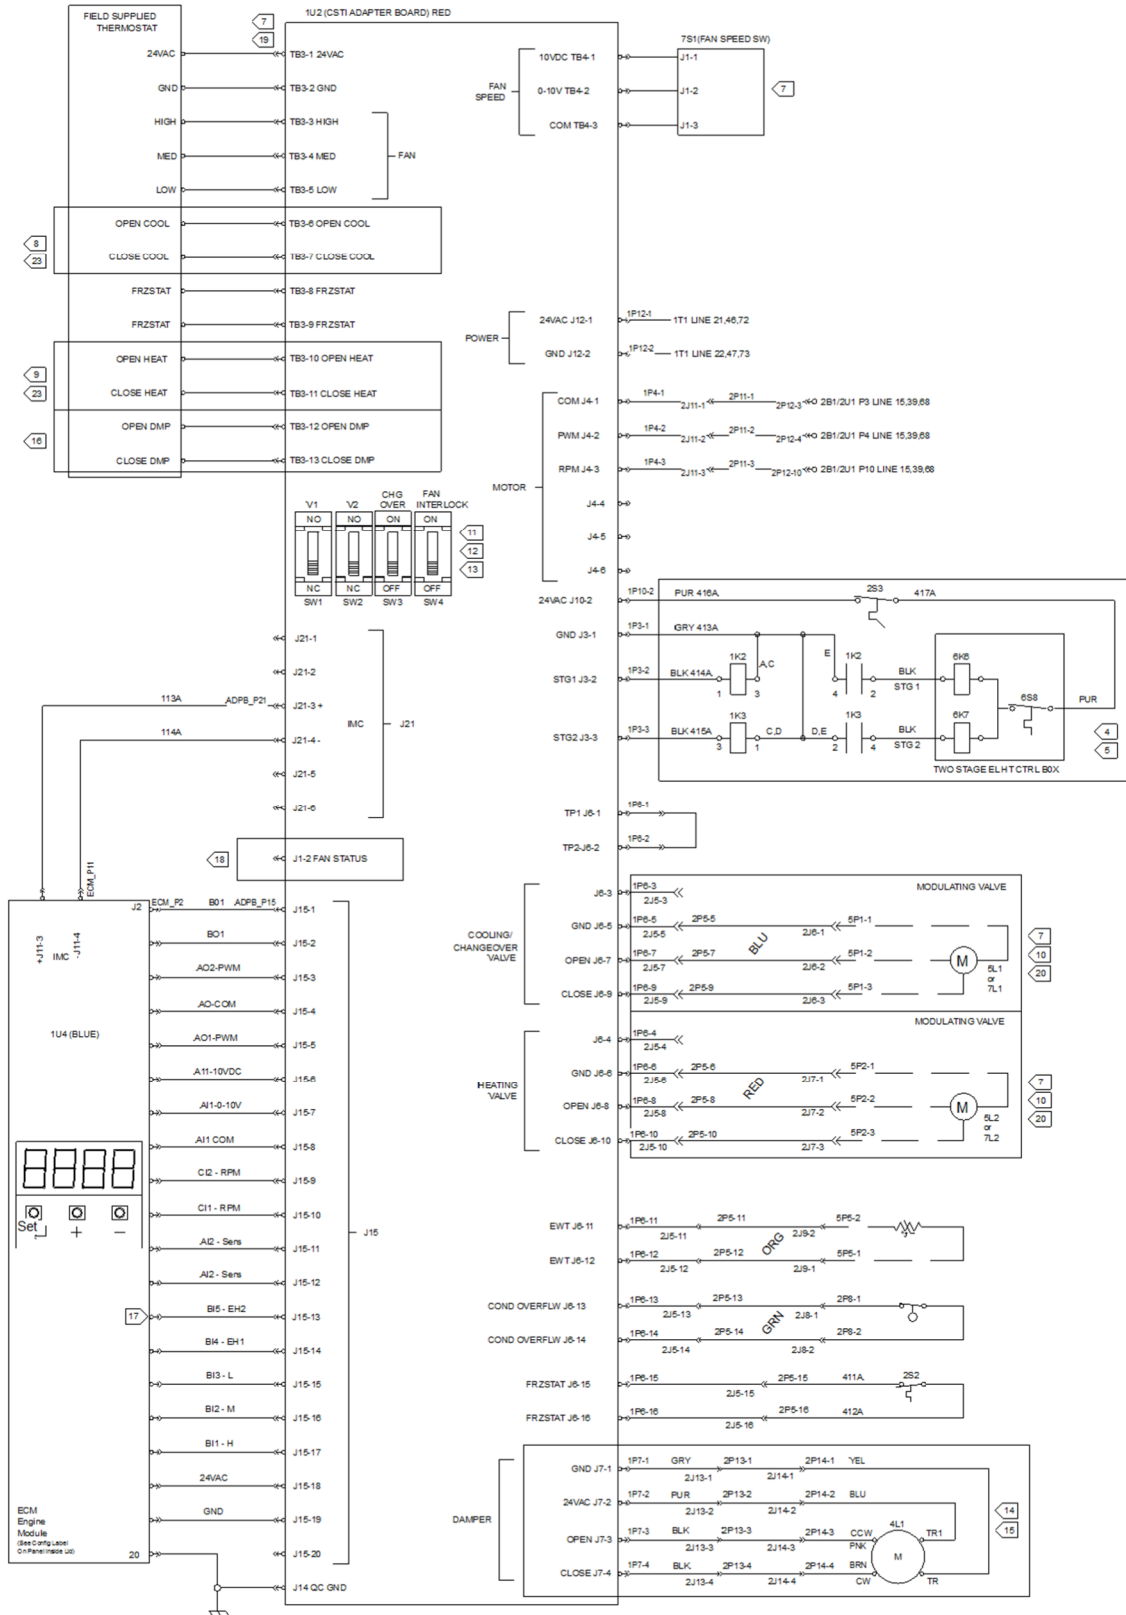 FIELD SUPPLIED
THERMOSTAT
7
19
1U2 (CSTI ADAPTER BOARD) RED
24VAC
TB3-1 24VAC
GND
TB3-2 GND
HIGH
TB3-3 HIGH
MED
TB3-4 MED
FAN
LOW
TB3-5 LOW
OPEN COOL
TB3-6 OPEN COOL
8
23
CLOSE COOL
TB3-7 CLOSE COOL
FRZSTAT
TB3-8 FRZSTAT
FRZSTAT
TB3-9 FRZSTAT
OPEN HEAT
TB3-10 OPEN HEAT
9
23
CLOSE HEAT
TB3-11 CLOSE HEAT
OPEN DMP
TB3-12 OPEN DMP
16
CLOSE DMP
TB3-13 CLOSE DMP
7S1(FAN SPEED SW)
FAN
SPEED
10VDC TB4-1
J1-1
0-10V TB4-2
J1-2
7
COM TB4-3
J1-3
POWER
24VAC J12-1
1P12-1
1T1 LINE 21,46,72
GND J12-2
1P12-2
1T1 LINE 22,47,73
MOTOR
COM J4-1
1P4-1
2J11-1
2P11-1
2P12-3
2B1/2U1 P3 LINE 15,39,68
PWM J4-2
1P4-2
2J11-2
2P11-2
2P12-4
2B1/2U1 P4 LINE 15,39,68
RPM J4-3
1P4-3
2J11-3
2P11-3
2P12-10
2B1/2U1 P10 LINE 15,39,68
J4-4
J4-5
J4-6
V1
V2
CHG
OVER
FAN
INTERLOCK
NO
NO
ON
ON
11
12
13
NC
NC
OFF
OFF
SW1
SW2
SW3
SW4
24VAC J10-2
1P10-2
PUR 416A
2S3
417A
GND J3-1
1P3-1
GRY 413A
STG1 J3-2
1P3-2
BLK 414A
1K2
A,C
1
3
E
1K2
4
2
BLK
STG 1
6K6
6S8
PUR
STG2 J3-3
1P3-3
BLK 415A
1K3
C,D
3
1
D,E
1K3
2
4
BLK
STG 2
6K7
4
5
TWO STAGE ELHT CTRL BOX
J21-1
J21-2
113A
ADPB_P21
J21-3 +
IMC
J21
114A
J21-4 -
J21-5
J21-6
18
J1-2 FAN STATUS
TP1 J6-1
1P6-1
TP2-J6-2
1P6-2
COOLING/
CHANGEOVER
VALVE
J6-3
1P6-3
2J5-3
MODULATING VALVE
GND J6-5
1P6-5
2J5-5
2P5-5
BLU
2J6-1
5P1-1
OPEN J6-7
1P6-7
2J5-7
2P5-7
2J6-2
5P1-2
M
5L1
or
7L1
CLOSE J6-9
1P6-9
2J5-9
2P5-9
2J6-3
5P1-3
7
10
20
HEATING
VALVE
J6-4
1P6-4
2J5-4
MODULATING VALVE
GND J6-6
1P6-6
2J5-6
2P5-6
RED
2J7-1
5P2-1
OPEN J6-8
1P6-8
2J5-8
2P5-8
2J7-2
5P2-2
M
5L2
or
7L2
CLOSE J6-10
1P6-10
2J5-10
2P5-10
2J7-3
5P2-3
7
10
20
EWT J6-11
1P6-11
2J5-11
2P5-11
ORG
2J9-2
5P5-2
EWT J6-12
1P6-12
2J5-12
2P5-12
2J9-1
5P5-1
COND OVERFLW J6-13
1P6-13
2J5-13
2P5-13
GRN
2J8-1
2P8-1
COND OVERFLW J6-14
1P6-14
2J5-14
2P5-14
2J8-2
2P8-2
FRZSTAT J6-15
1P6-15
2J5-15
2P5-15
411A
2S2
FRZSTAT J6-16
1P6-16
2J5-16
2P5-16
412A
DAMPER
GND J7-1
1P7-1
GRY
2J13-1
2P13-1
2J14-1
2P14-1
YEL
24VAC J7-2
1P7-2
PUR
2J13-2
2P13-2
2J14-2
2P14-2
BLU
OPEN J7-3
1P7-3
BLK
2J13-3
2P13-3
2J14-3
2P14-3
CCW
PNK
4L1
M
TR1
CLOSE J7-4
1P7-4
BLK
2J13-4
2P13-4
2J14-4
2P14-4
BRN
CW
TR
14
15
ECM_P11
J2
+J11-3
IMC
-J11-4
1U4 (BLUE)
ECM_P2
B01
ADPB_P15
J15-1
BO1
J15-2
AO2-PWM
J15-3
AO-COM
J15-4
AO1-PWM
J15-5
A11-10VDC
J15-6
AI1-0-10V
J15-7
AI1 COM
J15-8
CI2 - RPM
J15-9
CI1 - RPM
J15-10
AI2 - Sens
J15-11
AI2 - Sens
J15-12
17
BI5 - EH2
J15-13
BI4 - EH1
J15-14
BI3 - L
J15-15
BI2 - M
J15-16
BI1 - H
J15-17
24VAC
J15-18
GND
J15-19
J15-20
J15
8888
Set
+
−
ECM
Engine
Module
(See Config Label
On Panel Inside Lid)
20
J14 QC GND